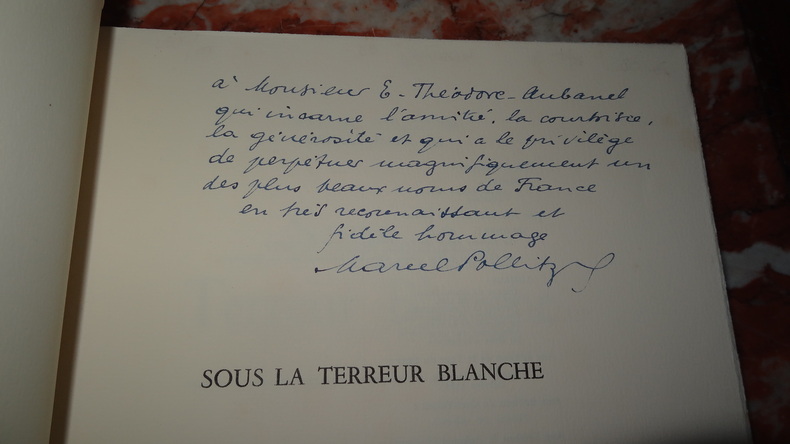 à Monsieur E-Théodore-Aubanel
qui incarne l'amitié, la courtoisie,
la générosité et qui a le privilège
de perpétuer magnifiquement un
des plus beaux noms de France
en très reconnaissant et
fidèle hommage
Marcel Pollitzer
SOUS LA TERREUR BLANCHE